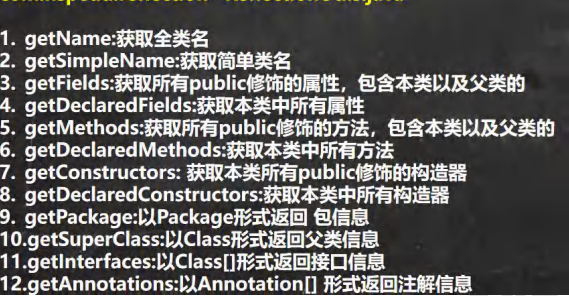 1. getName:获取全类名
2. getSimpleName:获取简单类名
3. getFields:获取所有public修饰的属性，包含本类以及父类的
4. getDeclaredFields:获取本类中所有属性
5. getMethods:获取所有public修饰的方法，包含本类以及父类的
6. getDeclaredMethods:获取本类中所有方法
7. getConstructors: 获取本类所有public修饰的构造器
8. getDeclaredConstructors:获取本类中所有构造器
9. getPackage:以Package形式返回 包信息
10.getSuperClass:以Class形式返回父类信息
11.getInterfaces:以Class[]形式返回接口信息
12.getAnnotations:以Annotation[] 形式返回注解信息